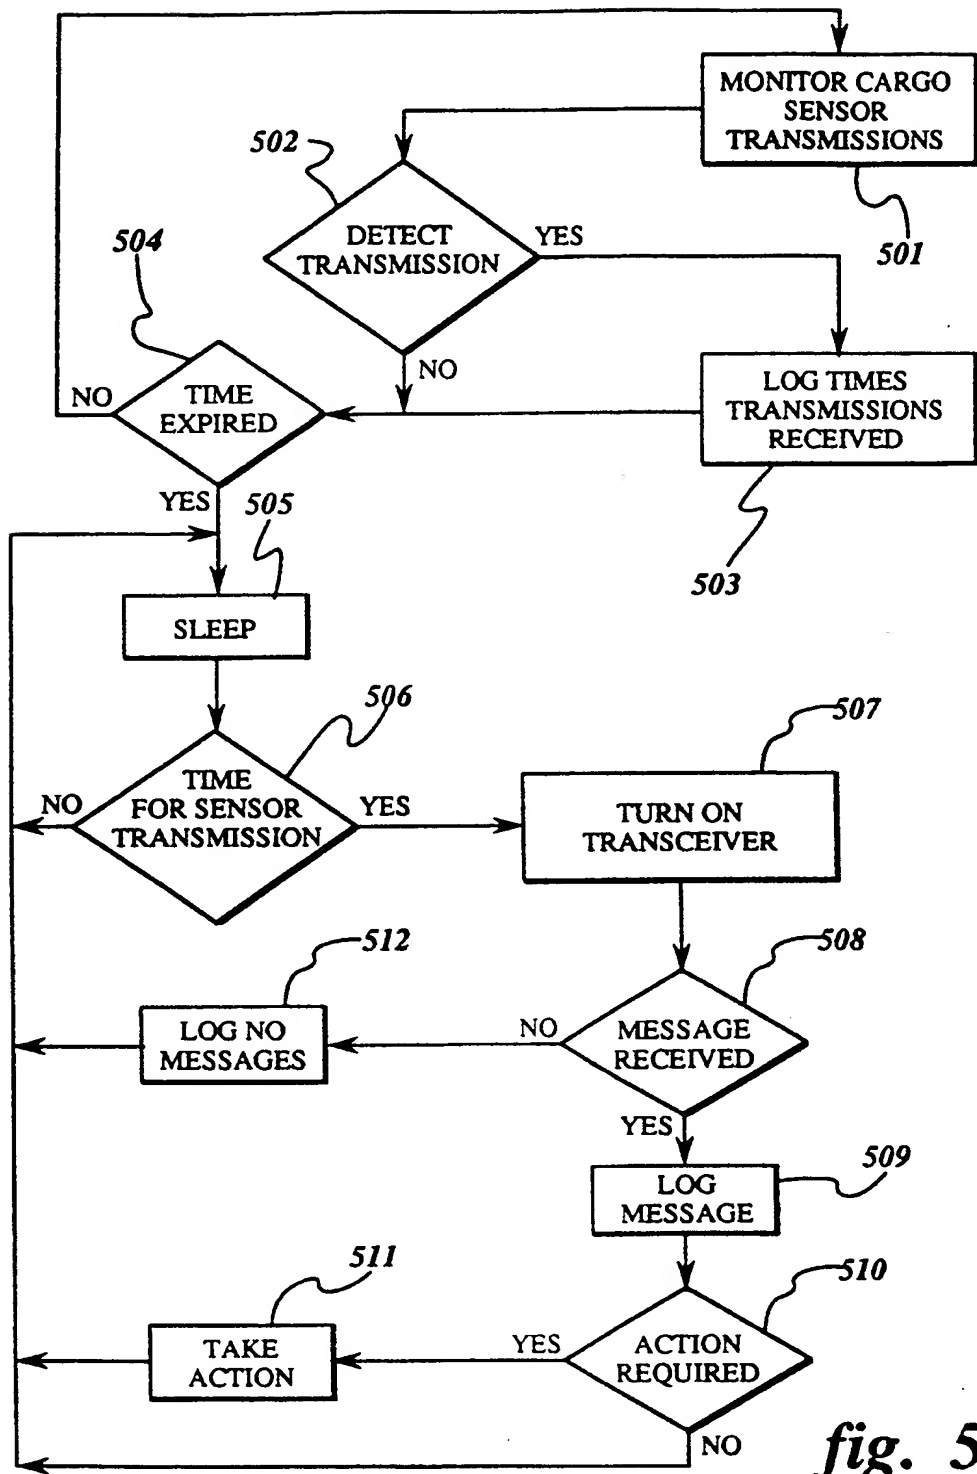 MONITOR CARGO
SENSOR
TRANSMISSIONS
501
502
DETECT
TRANSMISSION
YES
NO
504
TIME
EXPIRED
NO
YES
LOG TIMES
TRANSMISSIONS
RECEIVED
503
505
SLEEP
506
TIME
FOR SENSOR
TRANSMISSION
NO
YES
507
TURN ON
TRANSCEIVER
508
MESSAGE
RECEIVED
NO
YES
512
LOG NO
MESSAGES
509
LOG
MESSAGE
510
ACTION
REQUIRED
YES
NO
511
TAKE
ACTION
fig. 5